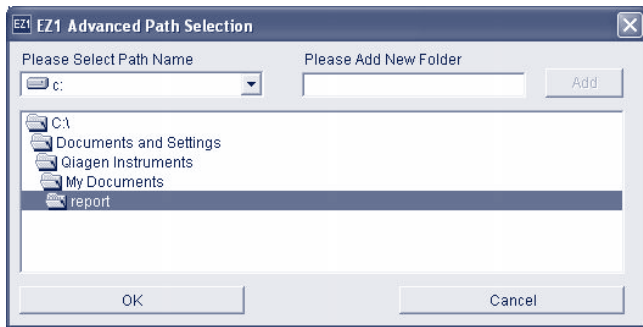 EZ1 EZ1 Advanced Path Selection
Please Select Path Name Please Add New Folder
c: Add
C:\
Documents and Settings
Qiagen Instruments
My Documents
report
OK Cancel